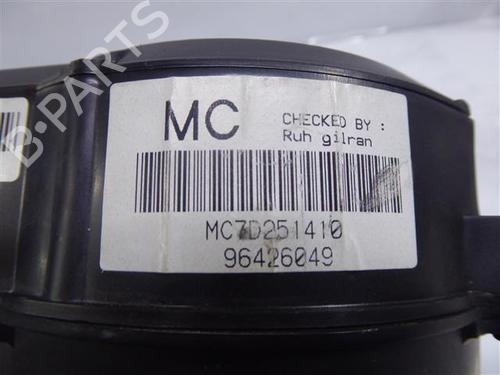 B-PARTS
MC
CHECKED BY :
Ruh gilran
MC7D251410
96426049